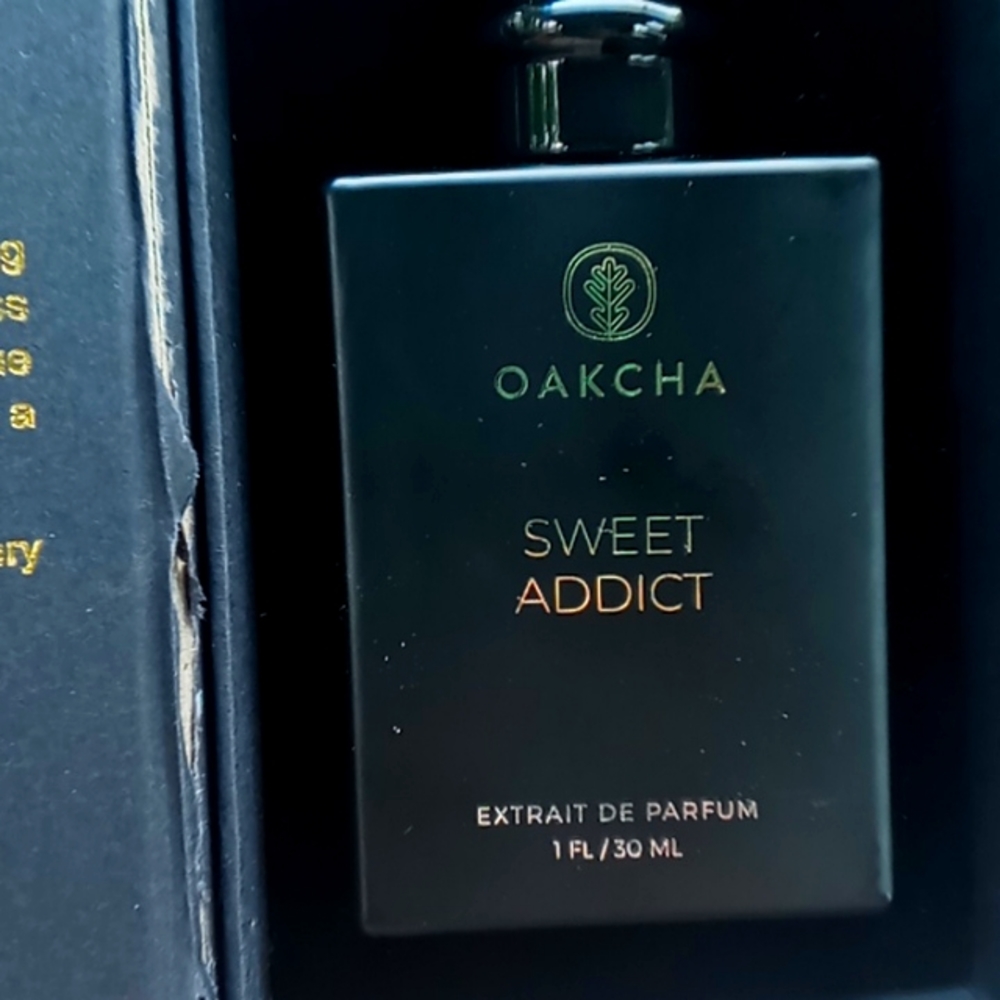 a
OAKCHA
SWEET
ADDICT
EXTRAIT DE PARFUM
1 FL / 30 ML